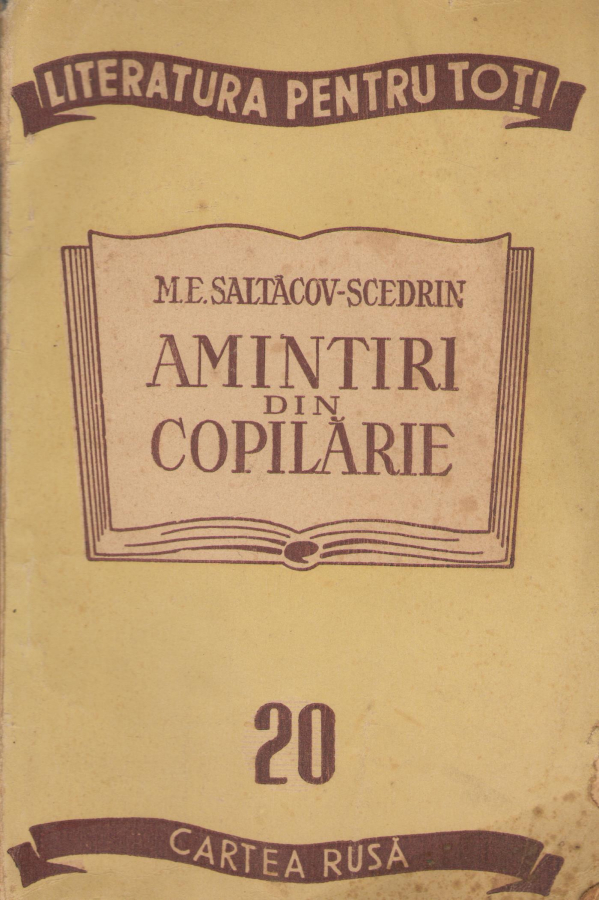 LITERATURA PENTRU TOȚI
M.E. SALTÂCOV-SCEDRIN
AMINTIRI
DIN
COPILĂRIE
20
CARTEA RUSĂ